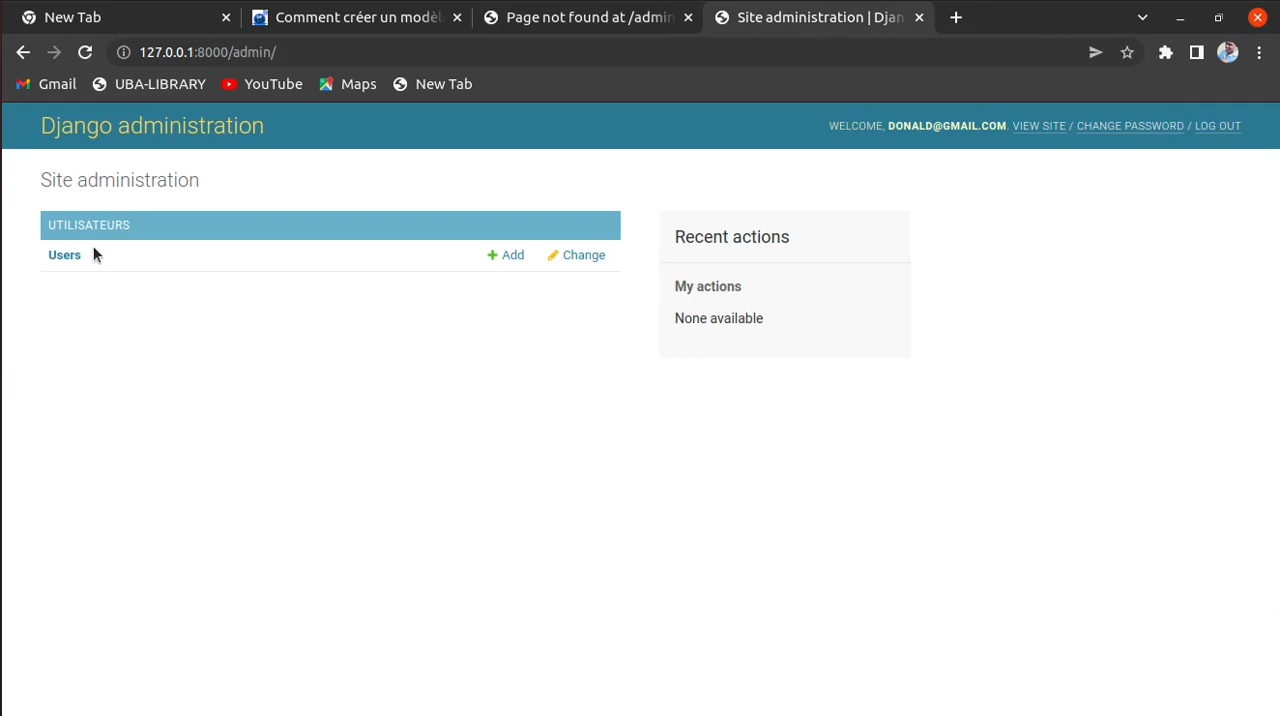 New Tab
Comment créer un modèl
Page not found at /admin
Site administration | Djan
127.0.0.1:8000/admin/
Gmail
UBA-LIBRARY
YouTube
Maps
New Tab
Django administration
WELCOME, DONALD@GMAIL.COM. VIEW SITE / CHANGE PASSWORD / LOG OUT
Site administration
UTILISATEURS
Users
Add
Change
Recent actions
My actions
None available